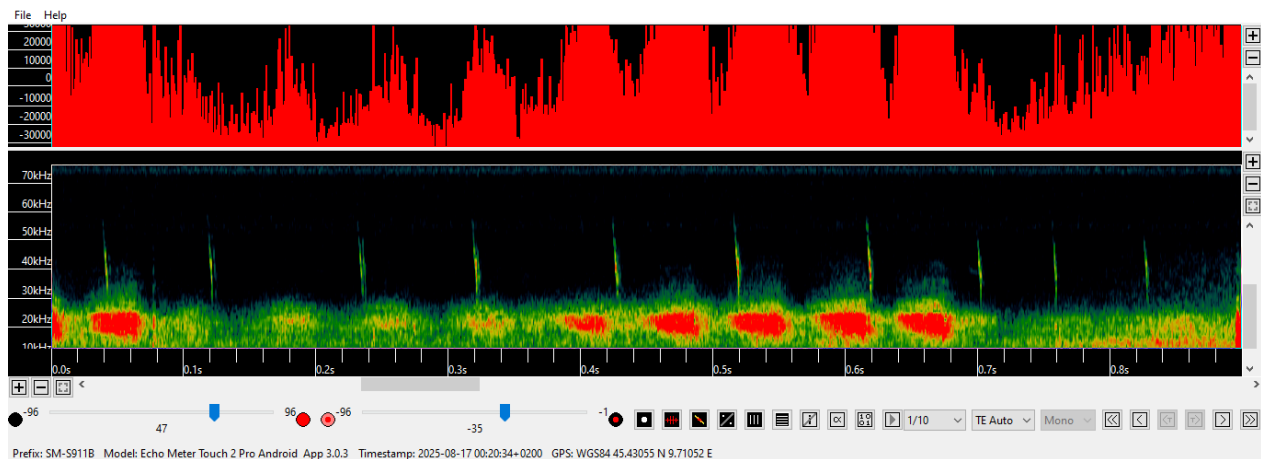 File Help
30000
20000
10000
0
-10000
-20000
-30000
70kHz
60kHz
50kHz
40kHz
30kHz
20kHz
10kHz
0.0s 0.1s 0.2s 0.3s 0.4s 0.5s 0.6s 0.7s 0.8s
-96 96 -96 -1
47 -35
1/10 TE Auto Mono
Prefix: SM-S911B Model: Echo Meter Touch 2 Pro Android App 3.0.3 Timestamp: 2025-08-17 00:20:34+0200 GPS: WGS84 45.43055 N 9.71052 E